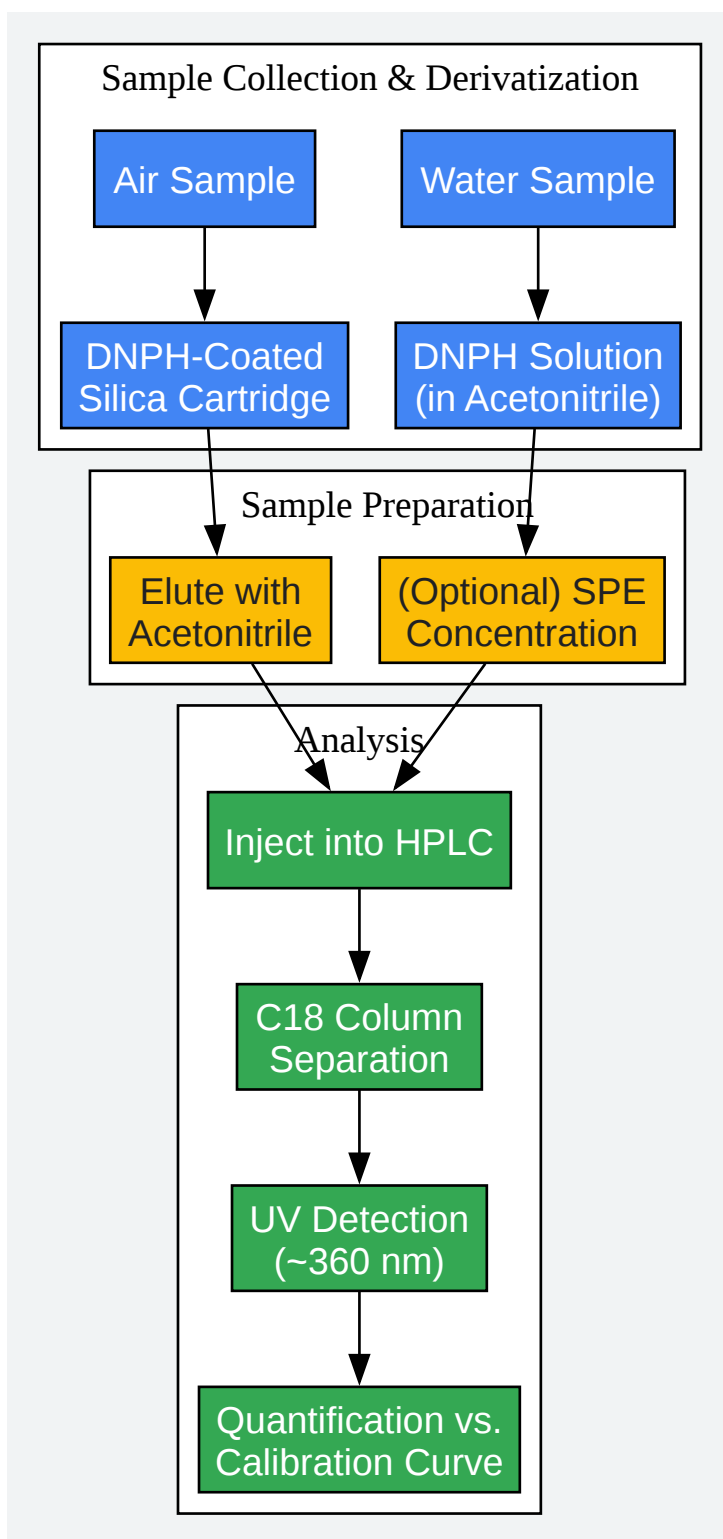 Sample Collection & Derivatization
Air Sample
Water Sample
DNPH-Coated
Silica Cartridge
DNPH Solution
(in Acetonitrile)
Sample Preparation
Elute with
Acetonitrile
(Optional) SPE
Concentration
Analysis
Inject into HPLC
C18 Column
Separation
UV Detection
(~360 nm)
Quantification vs.
Calibration Curve